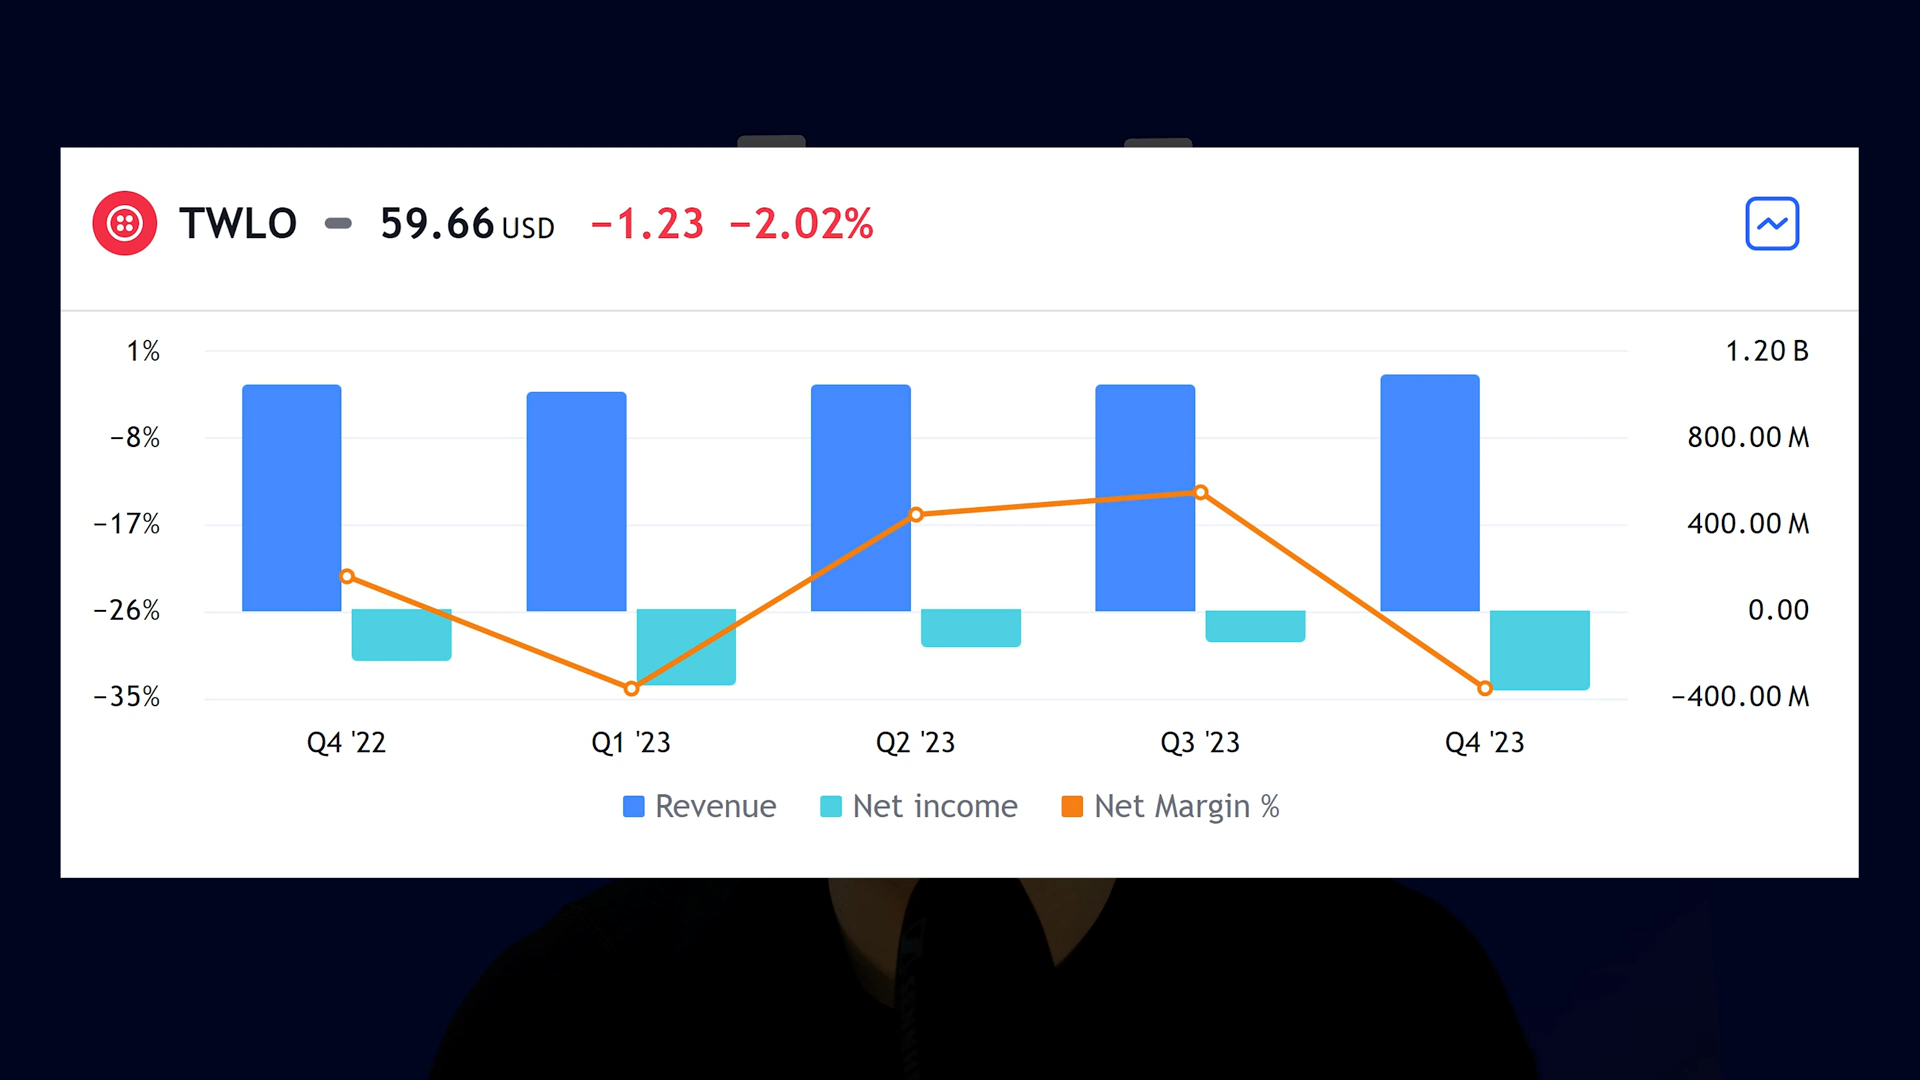 TWLO 59.66 USD −1.23 −2.02%
1% 1.20 B
−8% 800.00 M
−17% 400.00 M
−26% 0.00
−35% −400.00 M
Q4 '22 Q1 '23 Q2 '23 Q3 '23 Q4 '23
Revenue Net income Net Margin %